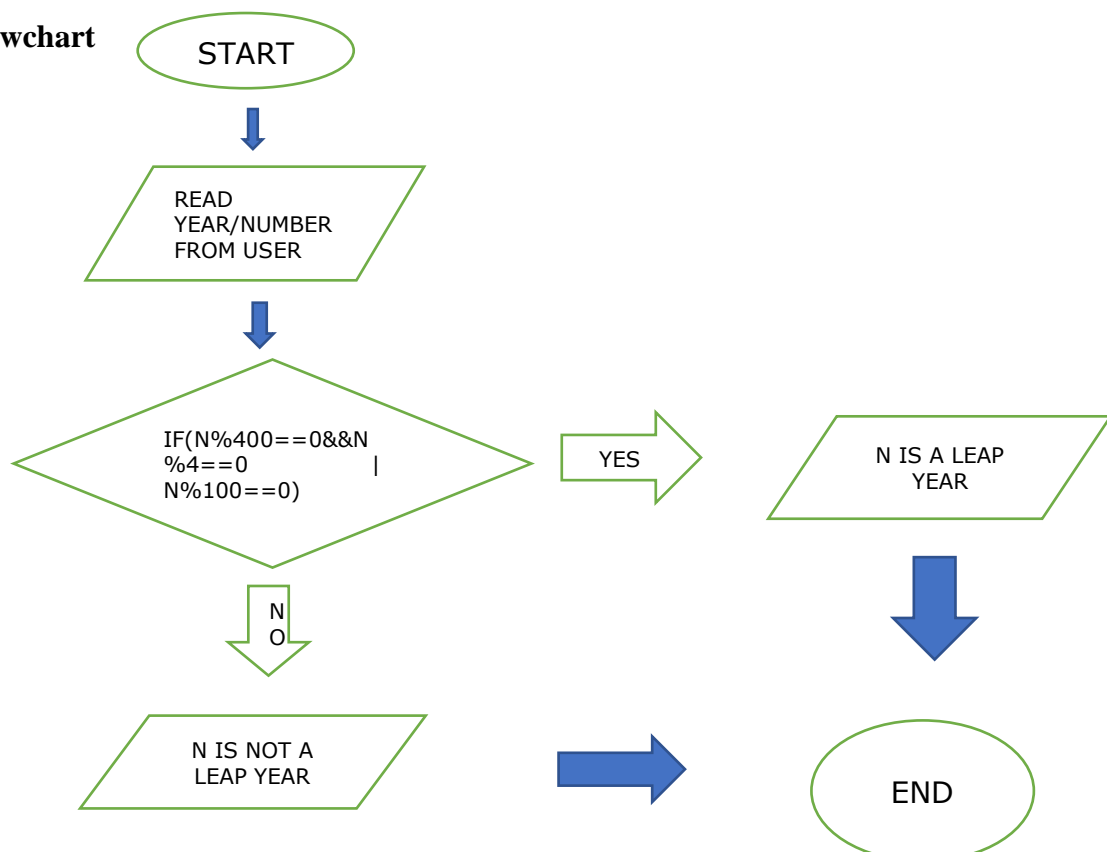 wchart
START
READ
YEAR/NUMBER
FROM USER
IF(N%400==0&&N
%4==0 |
N%100==0)
YES
N IS A LEAP
YEAR
N
O
N IS NOT A
LEAP YEAR
END